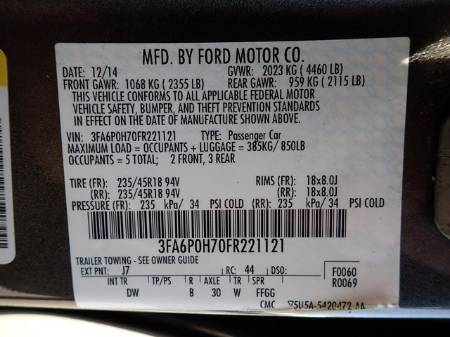 MFD. BY FORD MOTOR CO.
DATE: 12/14 GVWR: 2023 KG ( 4460 LB)
FRONT GAWR: 1068 KG ( 2355 LB) REAR GAWR: 959 KG ( 2115 LB)
THIS VEHICLE CONFORMS TO ALL APPLICABLE FEDERAL MOTOR
VEHICLE SAFETY, BUMPER, AND THEFT PREVENTION STANDARDS
IN EFFECT ON THE DATE OF MANUFACTURE SHOWN ABOVE.
VIN: 3FA6P0H70FR221121 TYPE: Passenger Car
MAXIMUM LOAD = OCCUPANTS + LUGGAGE = 385KG / 850LB
OCCUPANTS = 5 TOTAL; 2 FRONT, 3 REAR
TIRE (FR): 235/45R18 94V RIMS (FR): 18x8.0J
TIRE (RR): 235/45R18 94V (RR): 18x8.0J
PRESSURE (FR): 235 kPa/ 34 PSI COLD (RR): 235 kPa/ 34 PSI COLD
3FA6P0H70FR221121
TRAILER TOWING - SEE OWNER GUIDE
EXT PNT: J7 RC: 44 DSO: F0060
R0069
INT TR TP/PS R AXLE TR SPR
DW B 30 W FFGG